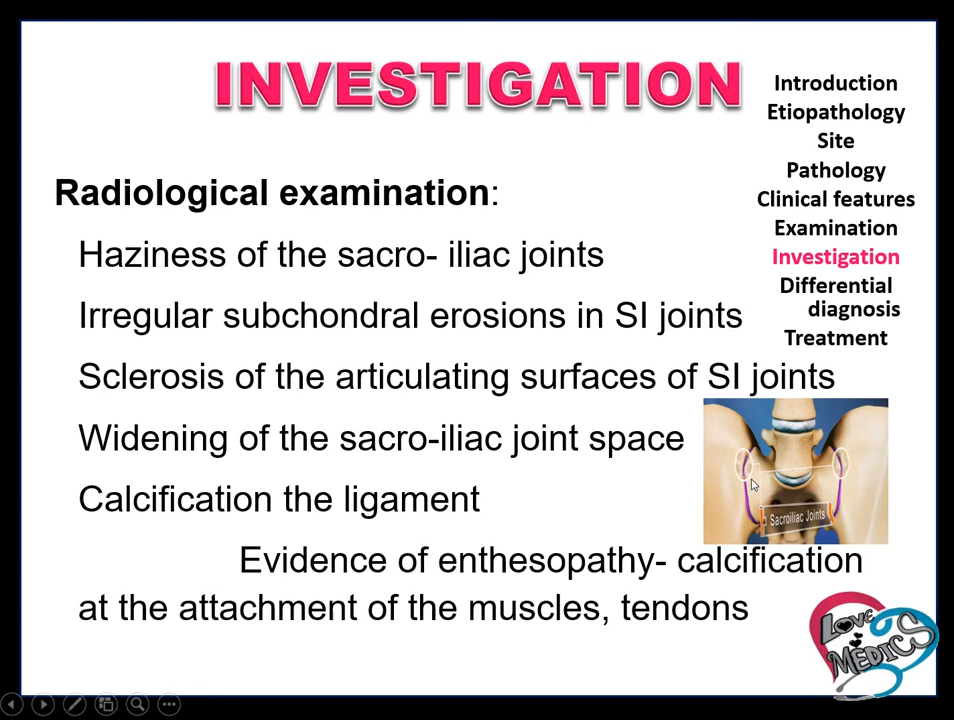 INVESTIGATION
Radiological examination:
Haziness of the sacro- iliac joints
Irregular subchondral erosions in SI joints
Sclerosis of the articulating surfaces of SI joints
Widening of the sacro-iliac joint space
Calcification the ligament
Evidence of enthesopathy- calcification
at the attachment of the muscles, tendons
Introduction
Etiopathology
Site
Pathology
Clinical features
Examination
Investigation
Differential
diagnosis
Treatment
Sacroiliac Joints
LOVE
MEDICS